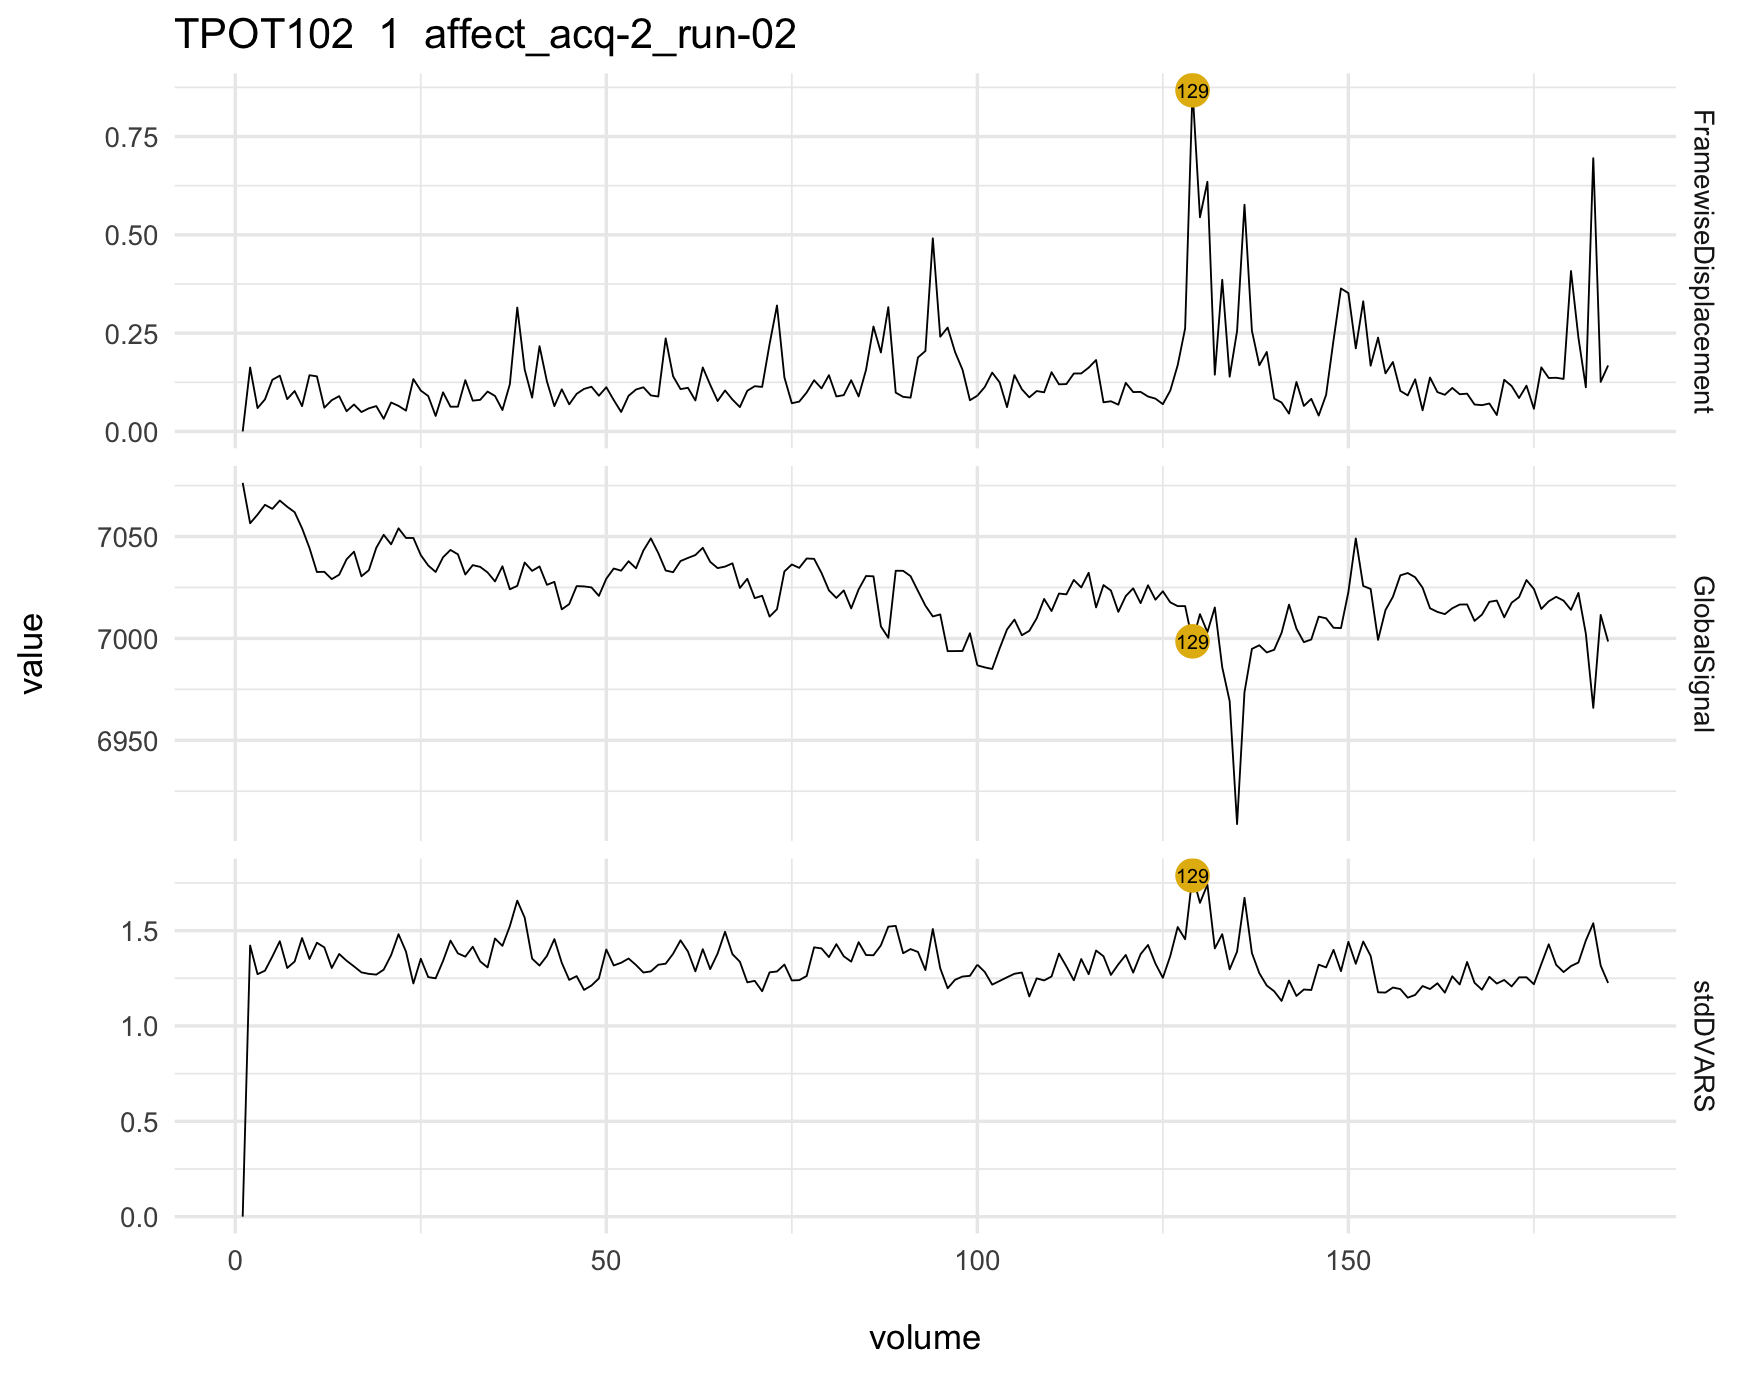 TPOT102 1 affect_acq-2_run-02
129
0.75
0.50
0.25
0.00
FramewiseDisplacement
7050
7000
6950
129
GlobalSignal
value
129
1.5
1.0
0.5
0.0
stdDVARS
0 50 100 150
volume